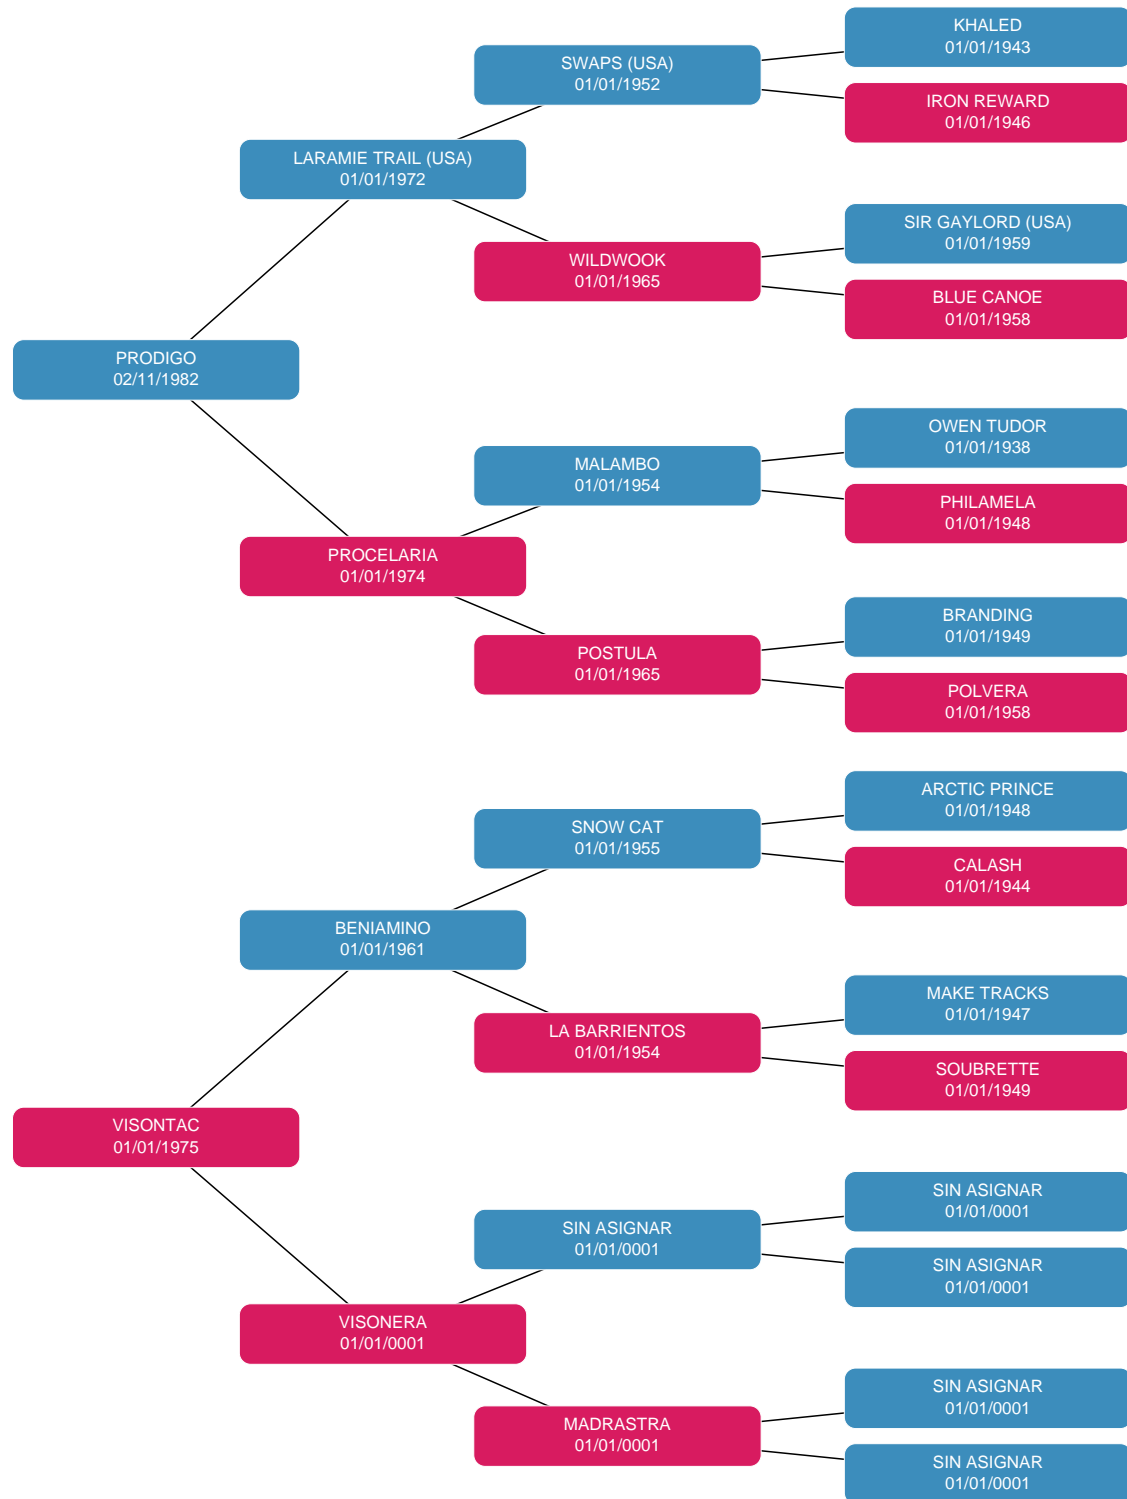 KHALED
01/01/1943
SWAPS (USA)
01/01/1952
IRON REWARD
01/01/1946
LARAMIE TRAIL (USA)
01/01/1972
SIR GAYLORD (USA)
01/01/1959
WILDWOOK
01/01/1965
BLUE CANOE
01/01/1958
PRODIGO
02/11/1982
OWEN TUDOR
01/01/1938
MALAMBO
01/01/1954
PHILAMELA
01/01/1948
PROCELARIA
01/01/1974
BRANDING
01/01/1949
POSTULA
01/01/1965
POLVERA
01/01/1958
ARCTIC PRINCE
01/01/1948
SNOW CAT
01/01/1955
CALASH
01/01/1944
BENIAMINO
01/01/1961
MAKE TRACKS
01/01/1947
LA BARRIENTOS
01/01/1954
SOUBRETTE
01/01/1949
VISONTAC
01/01/1975
SIN ASIGNAR
01/01/0001
SIN ASIGNAR
01/01/0001
SIN ASIGNAR
01/01/0001
VISONERA
01/01/0001
SIN ASIGNAR
01/01/0001
MADRASTRA
01/01/0001
SIN ASIGNAR
01/01/0001